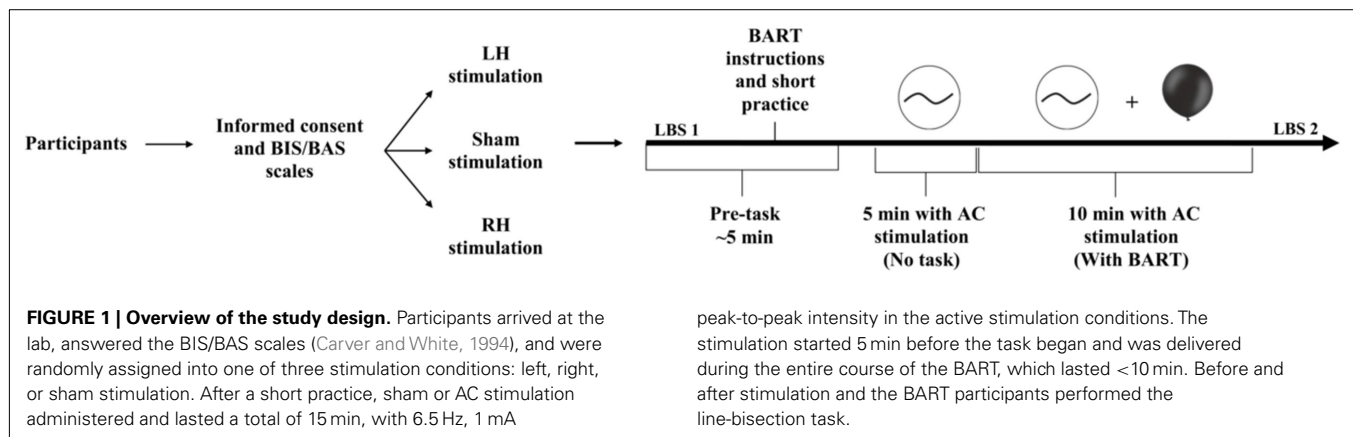 Participants
Informed consent
and BIS/BAS
scales
LH
stimulation
Sham
stimulation
RH
stimulation
LBS 1
BART
instructions
and short
practice
+
LBS 2
Pre-task
~5 min
5 min with AC
stimulation
(No task)
10 min with AC
stimulation
(With BART)
FIGURE 1 | Overview of the study design. Participants arrived at the
lab, answered the BIS/BAS scales (Carver and White, 1994), and were
randomly assigned into one of three stimulation conditions: left, right,
or sham stimulation. After a short practice, sham or AC stimulation
administered and lasted a total of 15 min, with 6.5 Hz, 1 mA
peak-to-peak intensity in the active stimulation conditions. The
stimulation started 5 min before the task began and was delivered
during the entire course of the BART, which lasted <10 min. Before and
after stimulation and the BART participants performed the
line-bisection task.